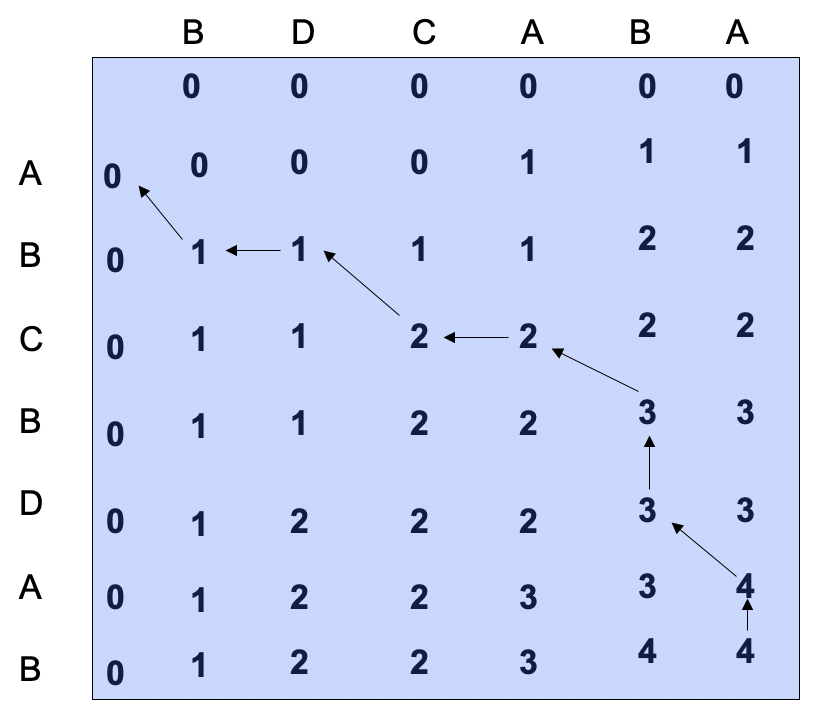 B D C A B A
0 0 0 0 0 0
A 0 0 0 0 1 1 1
B 0 1 1 1 1 2 2
C 0 1 1 2 2 2 2
B 0 1 1 2 2 3 3
D 0 1 2 2 2 3 3
A 0 1 2 2 3 3 4
B 0 1 2 2 3 4 4